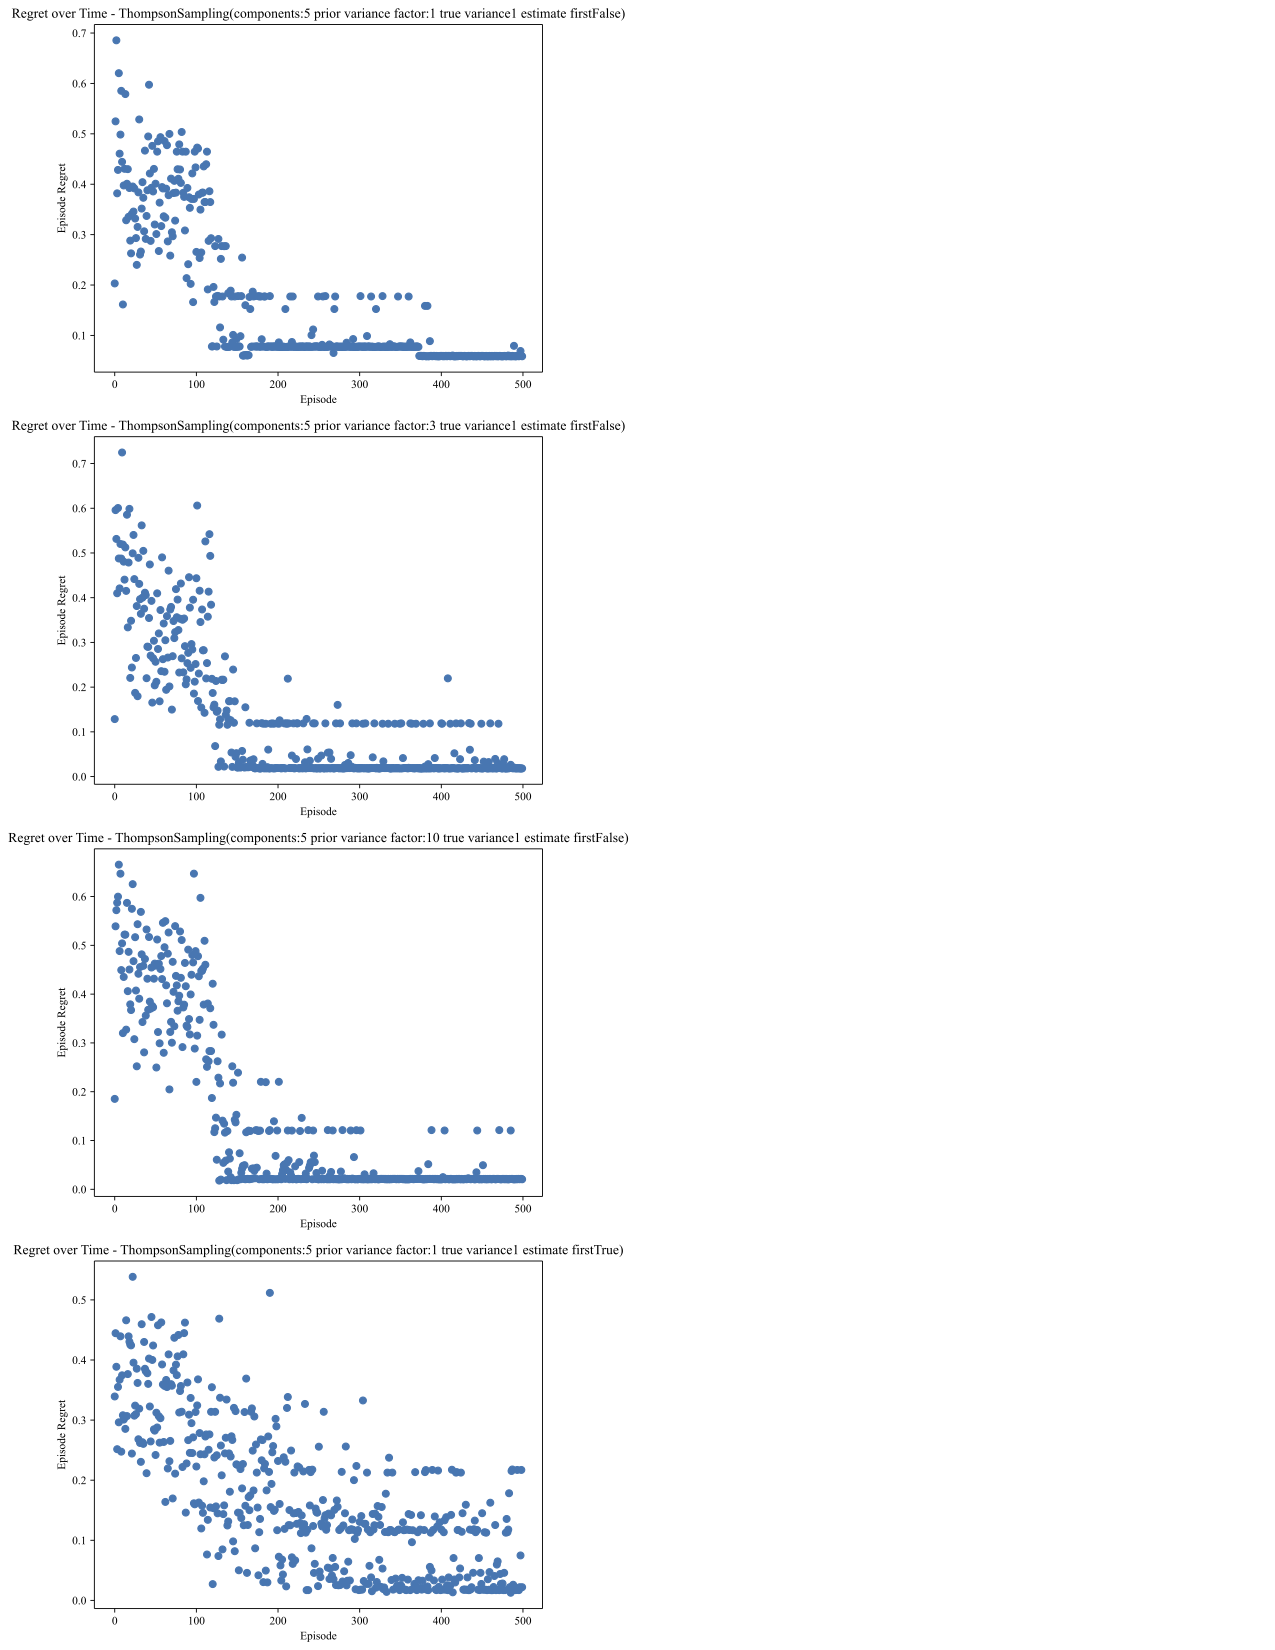 Regret over Time - ThompsonSampling(components:5 prior variance factor:1 true variance1 estimate firstFalse)
0.7
0.6
0.5
0.4
0.3
0.2
0.1
Episode Regret
0 100 200 300 400 500
Episode
Regret over Time - ThompsonSampling(components:5 prior variance factor:3 true variance1 estimate firstFalse)
0.7
0.6
0.5
0.4
0.3
0.2
0.1
0.0
Episode Regret
0 100 200 300 400 500
Episode
Regret over Time - ThompsonSampling(components:5 prior variance factor:10 true variance1 estimate firstFalse)
0.6
0.5
0.4
0.3
0.2
0.1
0.0
Episode Regret
0 100 200 300 400 500
Episode
Regret over Time - ThompsonSampling(components:5 prior variance factor:1 true variance1 estimate firstTrue)
0.5
0.4
0.3
0.2
0.1
0.0
Episode Regret
0 100 200 300 400 500
Episode